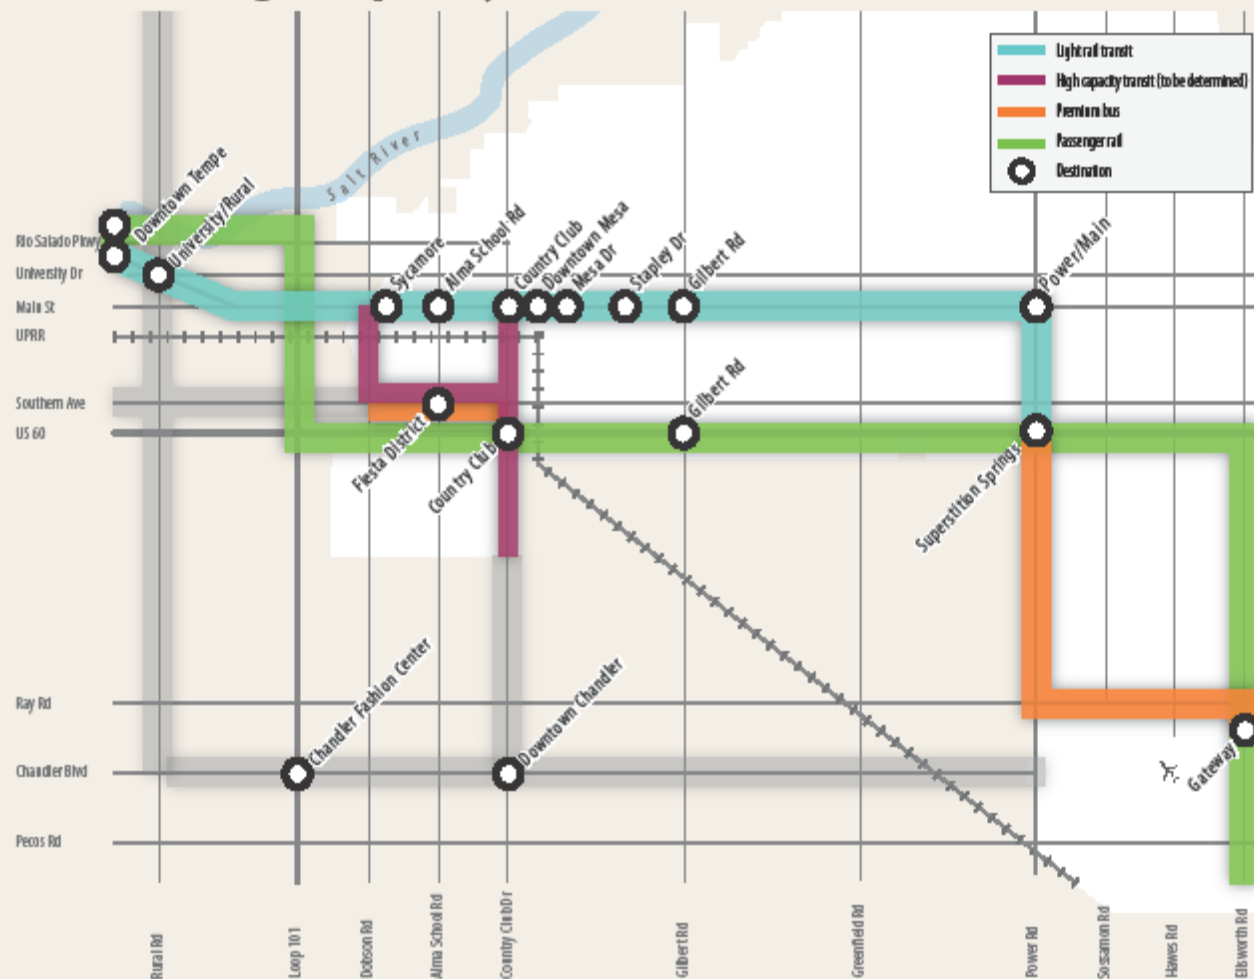 Light rail transit
High capacity transit (to be determined)
Premium bus
Passenger rail
Destination
Salt River
Downtown Tempe
University/Rural
Sycamore
Alma School Rd
Country Club
Downtown Mesa
Mesa Dr
Stapley Dr
Gilbert Rd
Power/Main
Rio Salado Pkwy
University Dr
Main St
UPRR
Southern Ave
US 60
Fiesta District
Country Club
Gilbert Rd
Superstition Springs
Ray Rd
Chandler Blvd
Pecos Rd
Chandler Fashion Center
Downtown Chandler
Gateway
Rural Rd
Loop 101
Dobson Rd
Alma School Rd
Country Club Dr
Gilbert Rd
Greenfield Rd
Power Rd
Hawes Rd
Ellsworth Rd